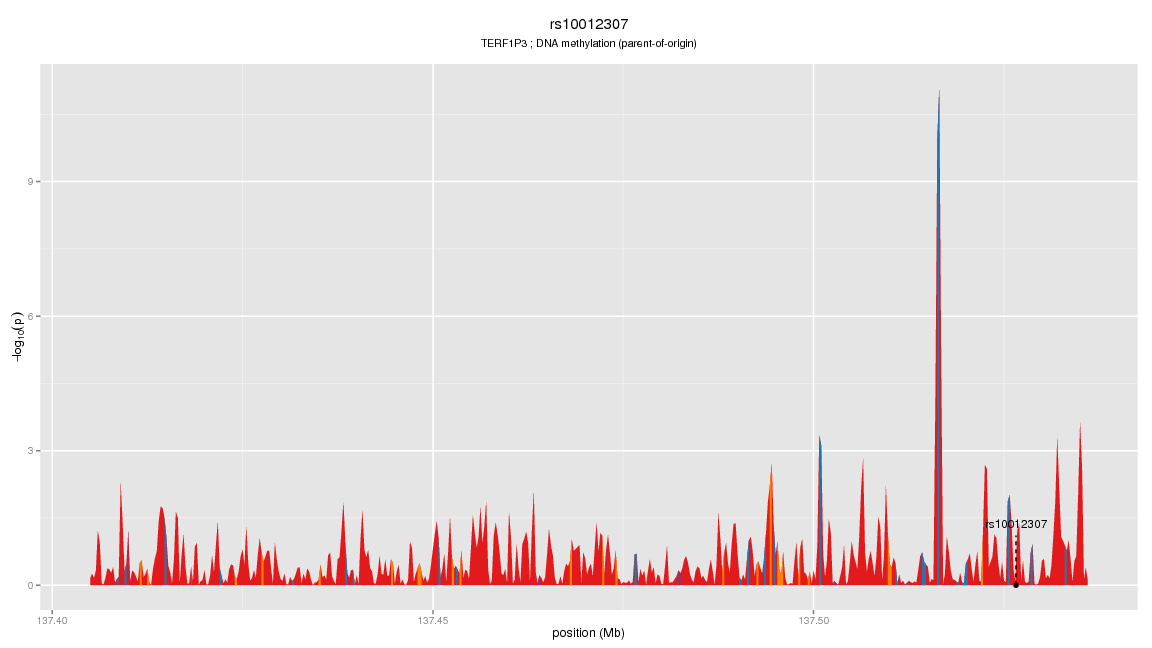 rs10012307
TERF1P3 ; DNA methylation (parent-of-origin)
−log10(p)
9
6
3
0
rs10012307
137.40
137.45
137.50
position (Mb)